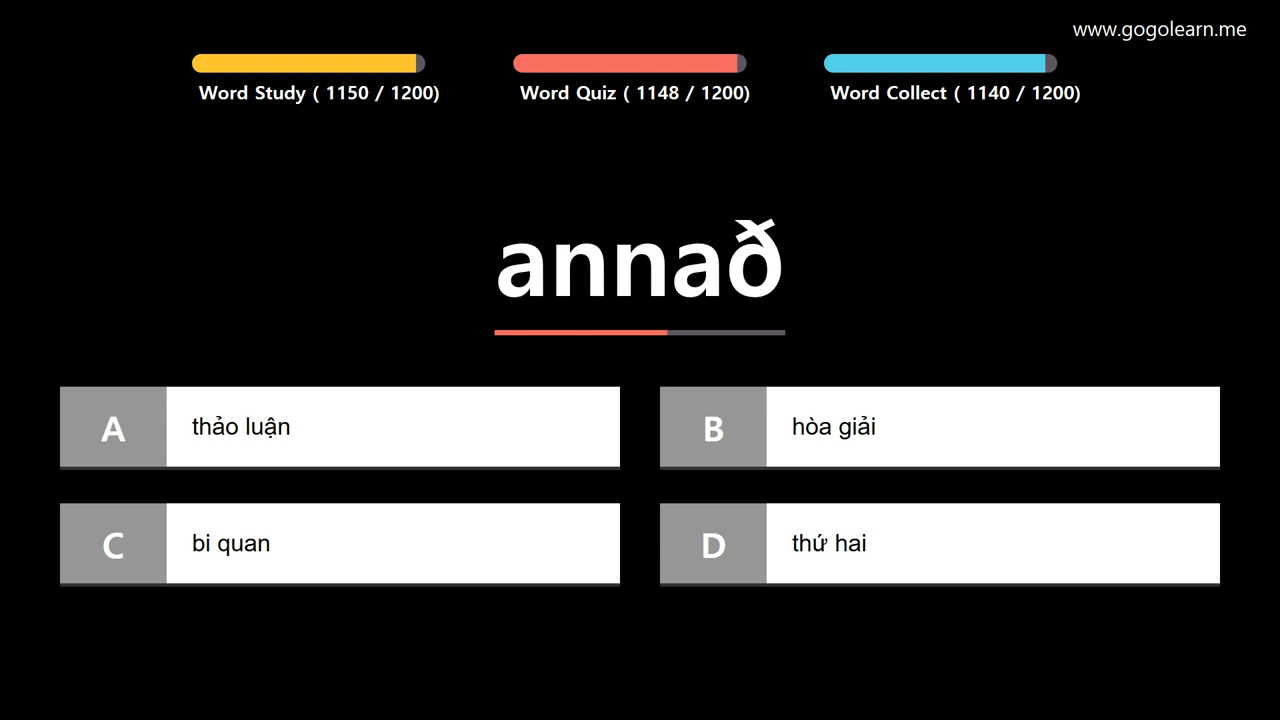 www.gogolearn.me
Word Study ( 1150 / 1200)
Word Quiz ( 1148 / 1200)
Word Collect ( 1140 / 1200)
annað
A thảo luận
B hòa giải
C bi quan
D thứ hai